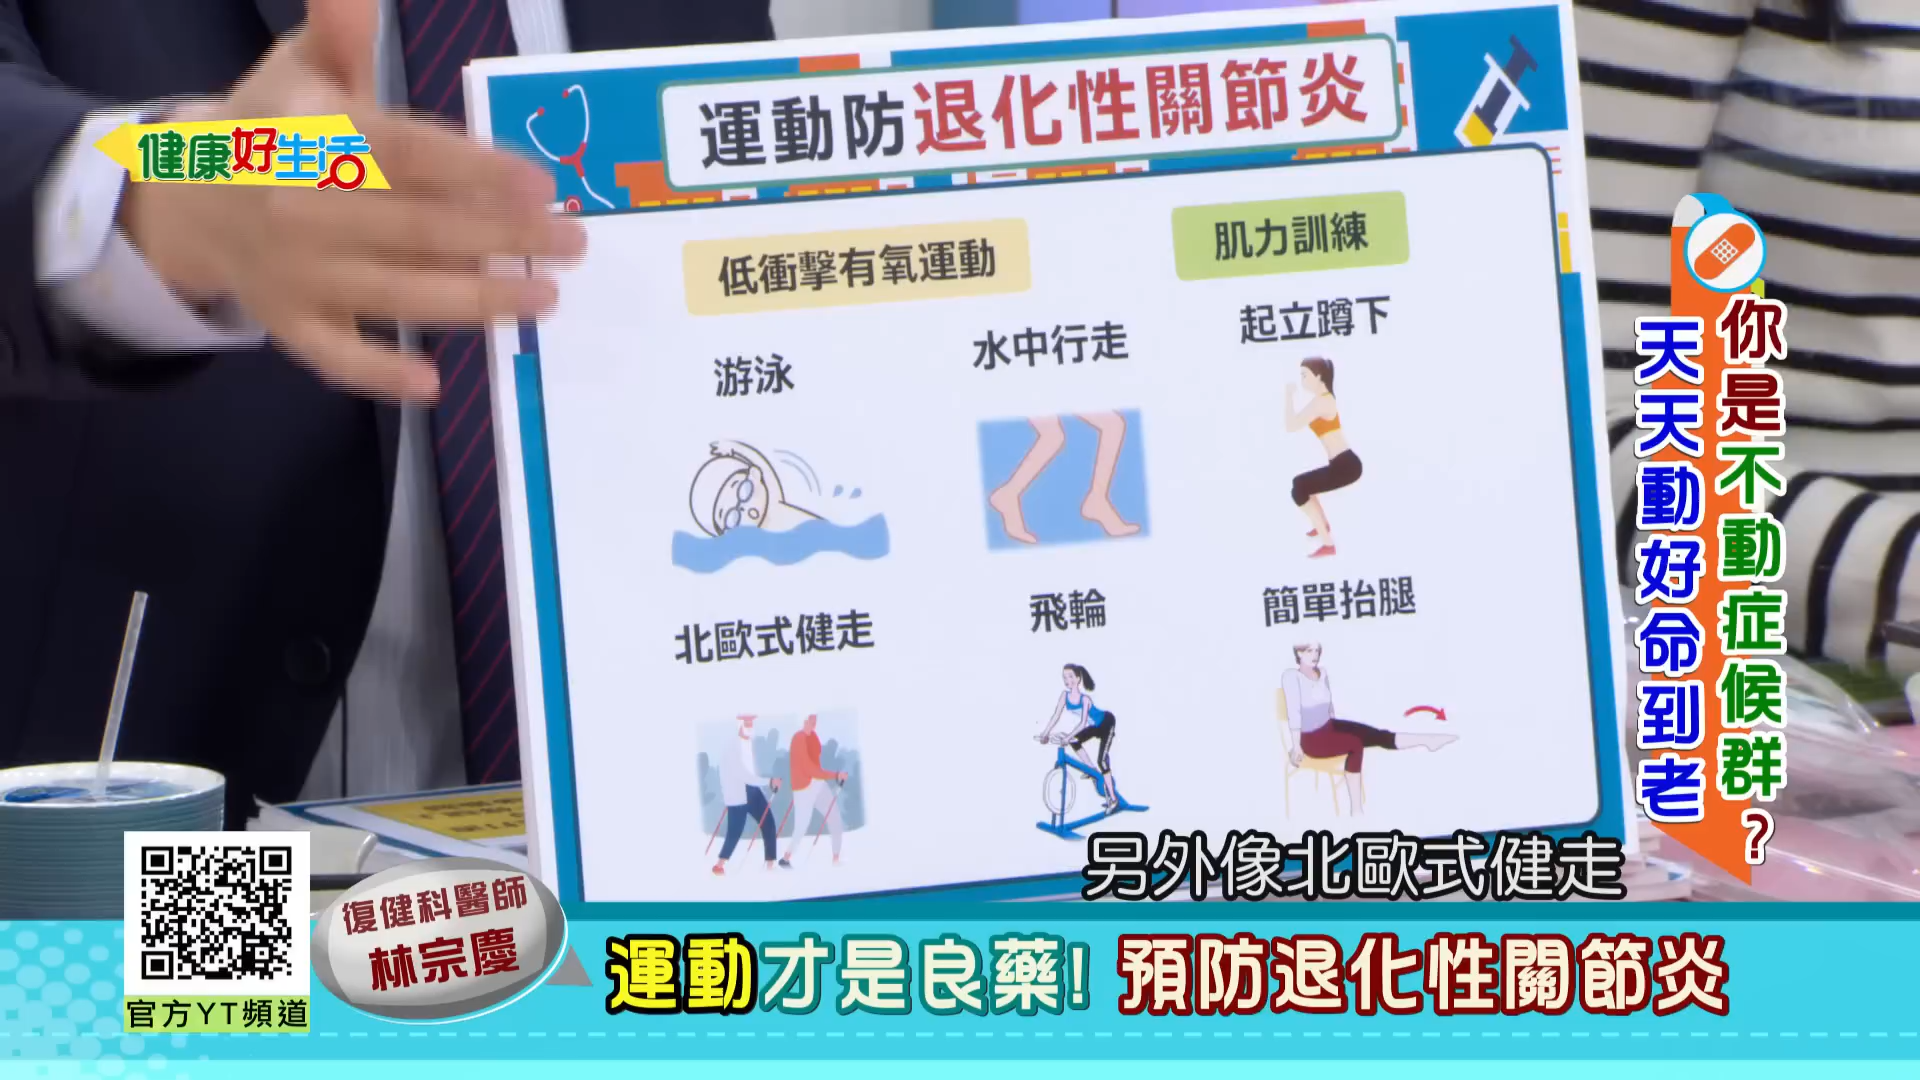 健康好生活
運動防退化性關節炎
低衝擊有氧運動
肌力訓練
游泳
水中行走
起立蹲下
北歐式健走
飛輪
簡單抬腿
你是不動症候群?
天天動好命到老
另外像北歐式健走
復健科醫師
林宗慶
運動才是良藥! 預防退化性關節炎
官方YT頻道